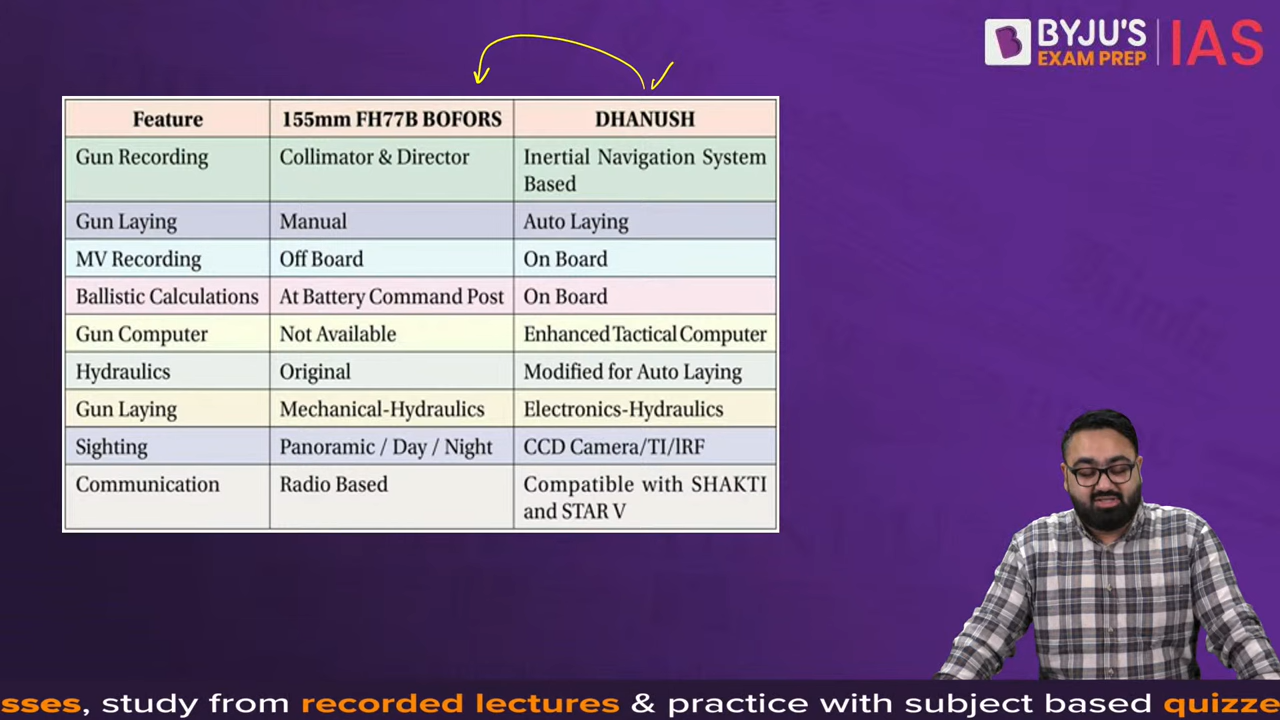 BYJU'S
EXAM PREP
IAS
Feature 155mm FH77B BOFORS DHANUSH
Gun Recording Collimator & Director Inertial Navigation System
Based
Gun Laying Manual Auto Laying
MV Recording Off Board On Board
Ballistic Calculations At Battery Command Post On Board
Gun Computer Not Available Enhanced Tactical Computer
Hydraulics Original Modified for Auto Laying
Gun Laying Mechanical-Hydraulics Electronics-Hydraulics
Sighting Panoramic / Day / Night CCD Camera/TI/lRF
Communication Radio Based Compatible with SHAKTI
and STAR V
sses, study from recorded lectures & practice with subject based quizze